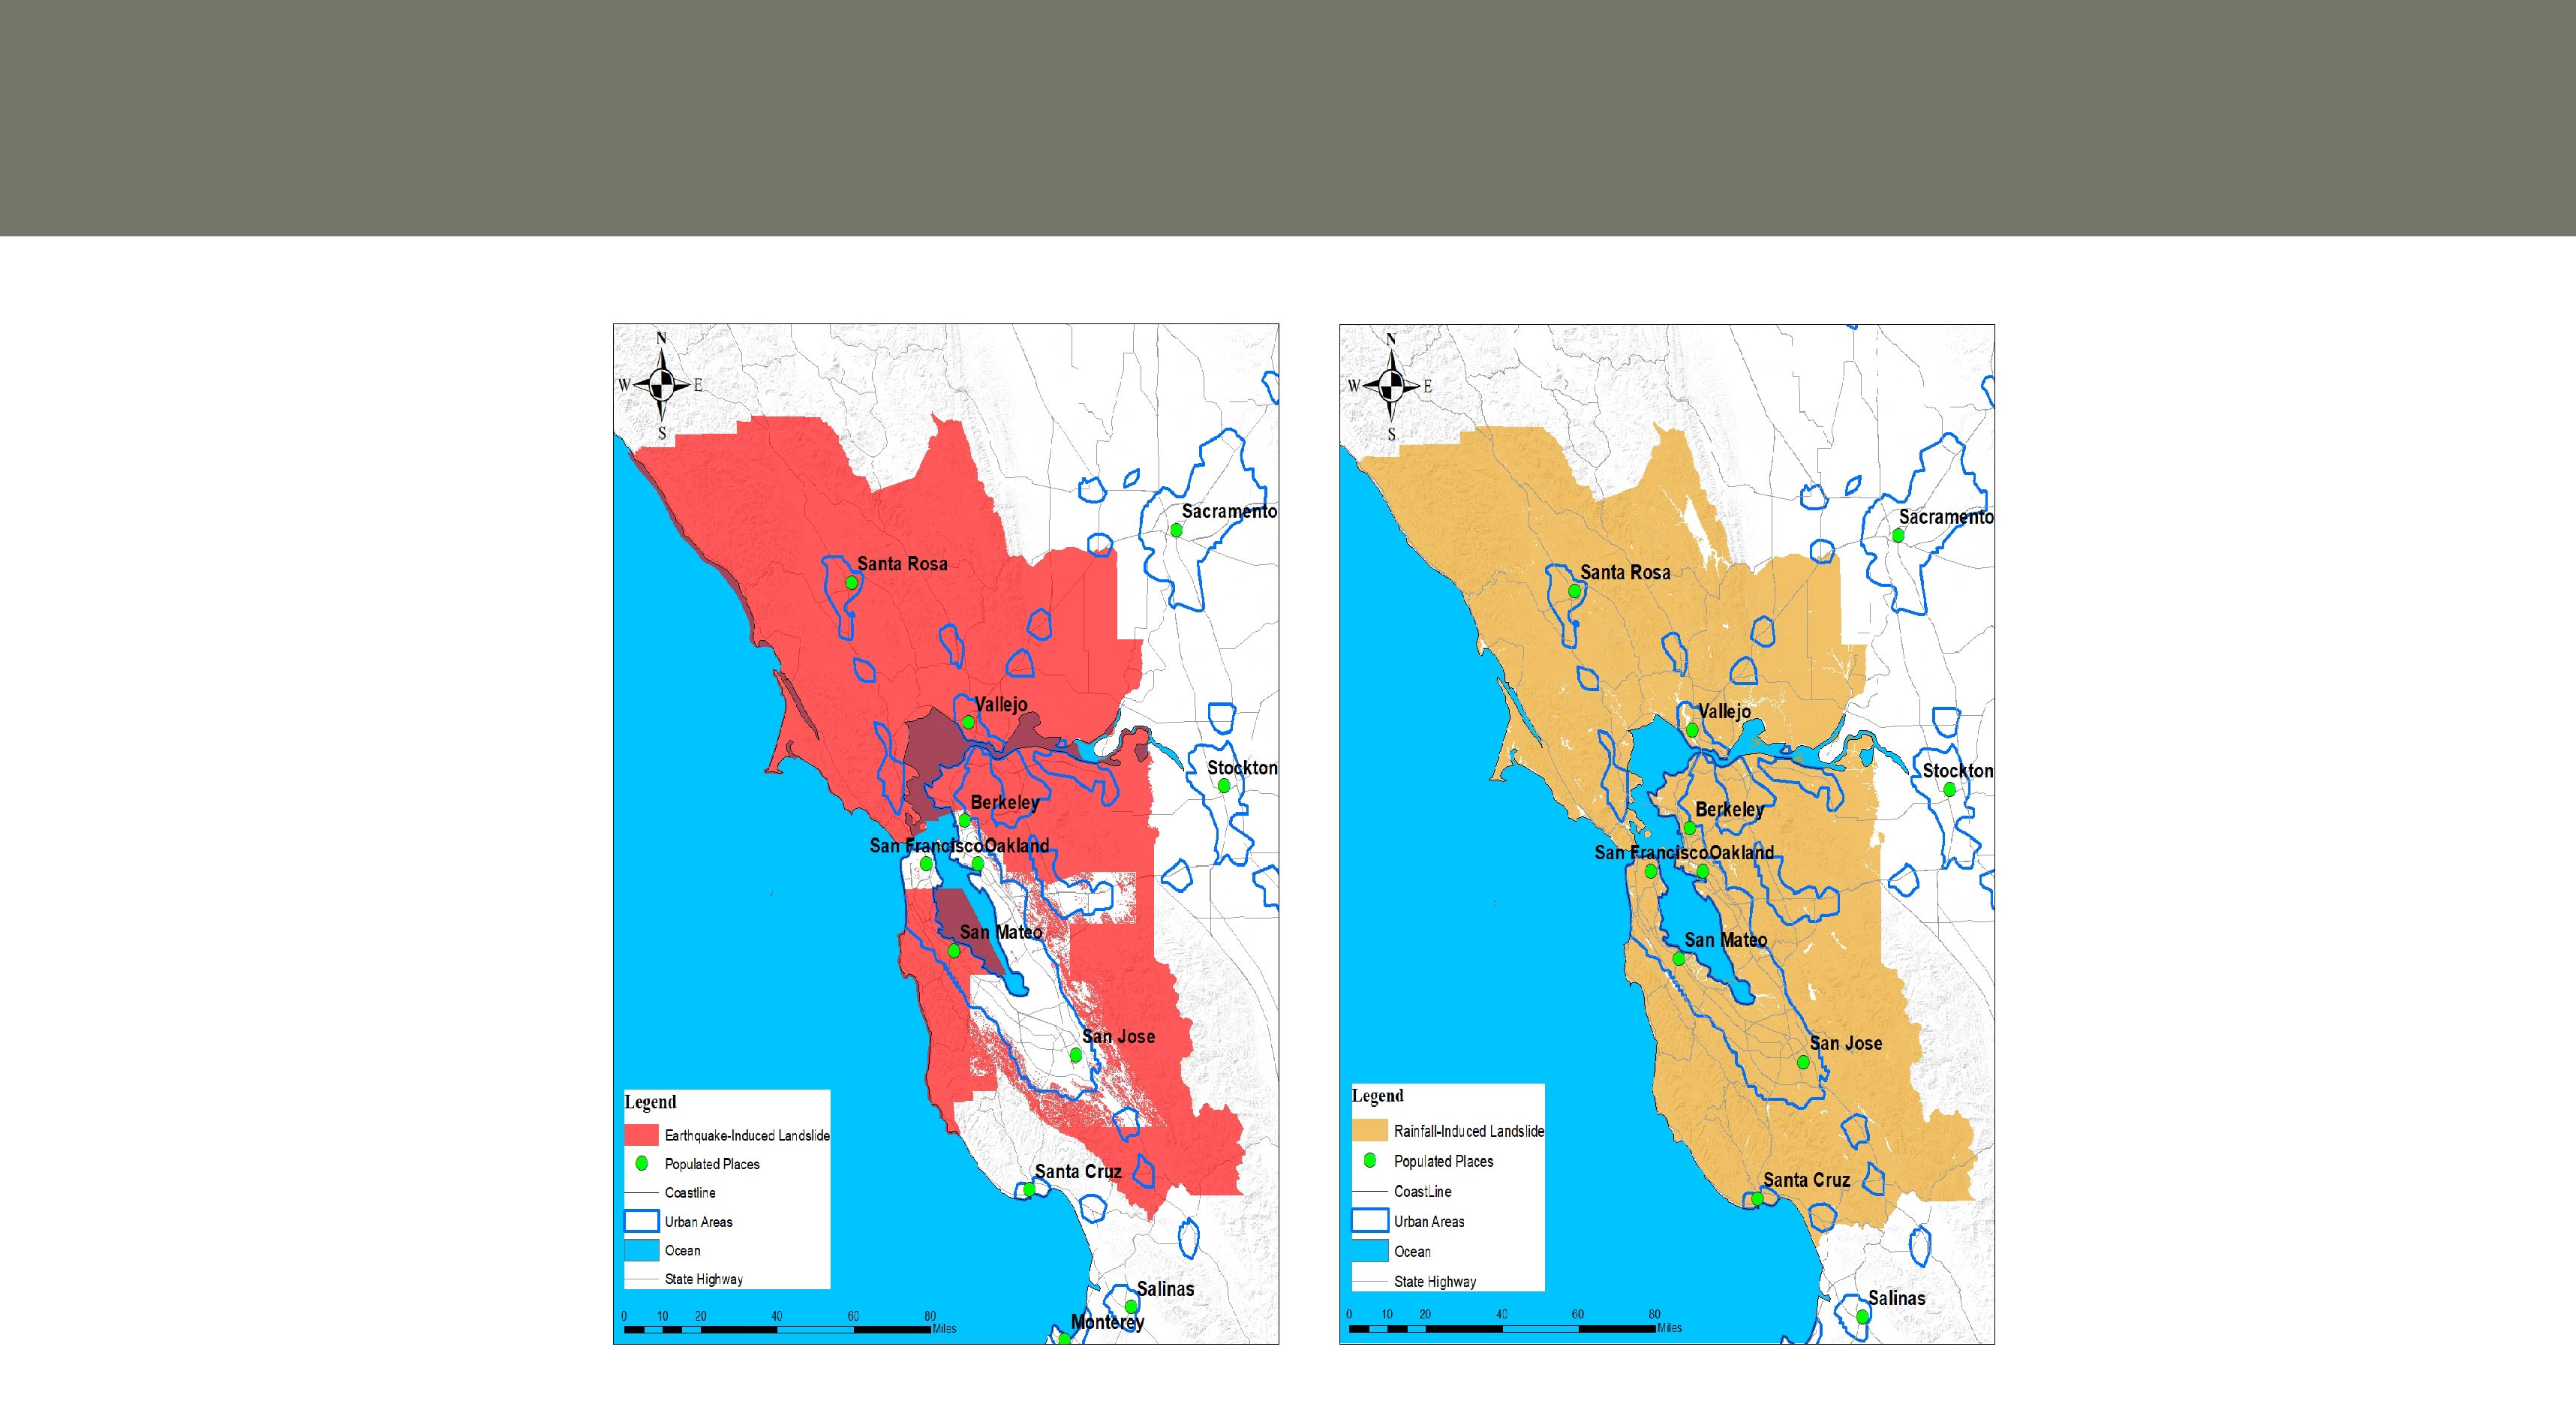 N
W E
S
Sacramento
Santa Rosa
Vallejo
Stockton
Berkeley
San Francisco Oakland
San Mateo
San Jose
Santa Cruz
Salinas
Monterey
Legend
Earthquake-Induced Landslide
Populated Places
Coastline
Urban Areas
Ocean
State Highway
0 10 20 40 60 80
Miles
N
W E
S
Sacramento
Santa Rosa
Vallejo
Stockton
Berkeley
San Francisco Oakland
San Mateo
San Jose
Santa Cruz
Salinas
Legend
Rainfall-Induced Landslide
Populated Places
CoastLine
Urban Areas
Ocean
State Highway
0 10 20 40 60 80
Miles